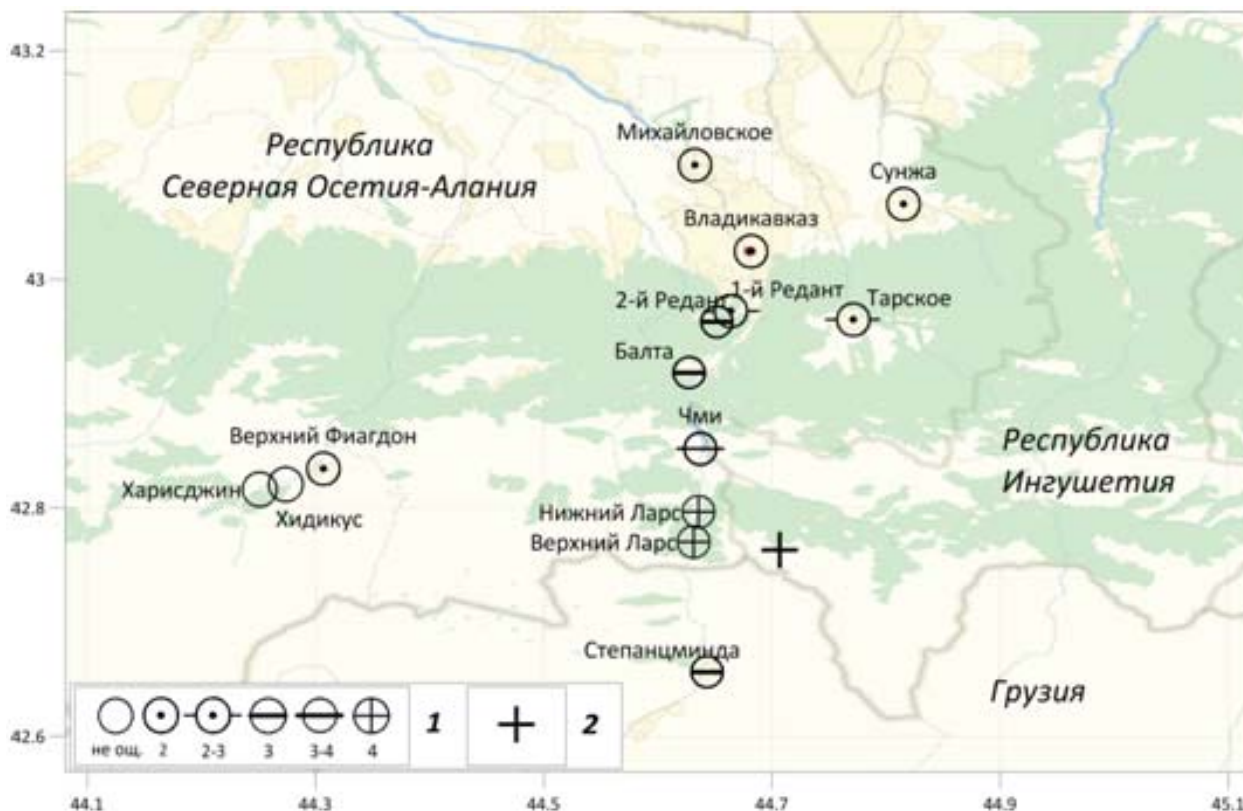 43.2
Михайловское
Республика
Северная Осетия-Алания
Сунжа
Владикавказ
43
2-й Редант
1-й Редант
Тарское
Балта
Чми
Республика
Ингушетия
Верхний Фиагдон
Харисджин
Хидикус
42.8
Нижний Ларс
Верхний Ларс
Степанцминда
Грузия
не ощ. 2 2-3 3 3-4 4 1 2
42.6
44.1 44.3 44.5 44.7 44.9 45.1